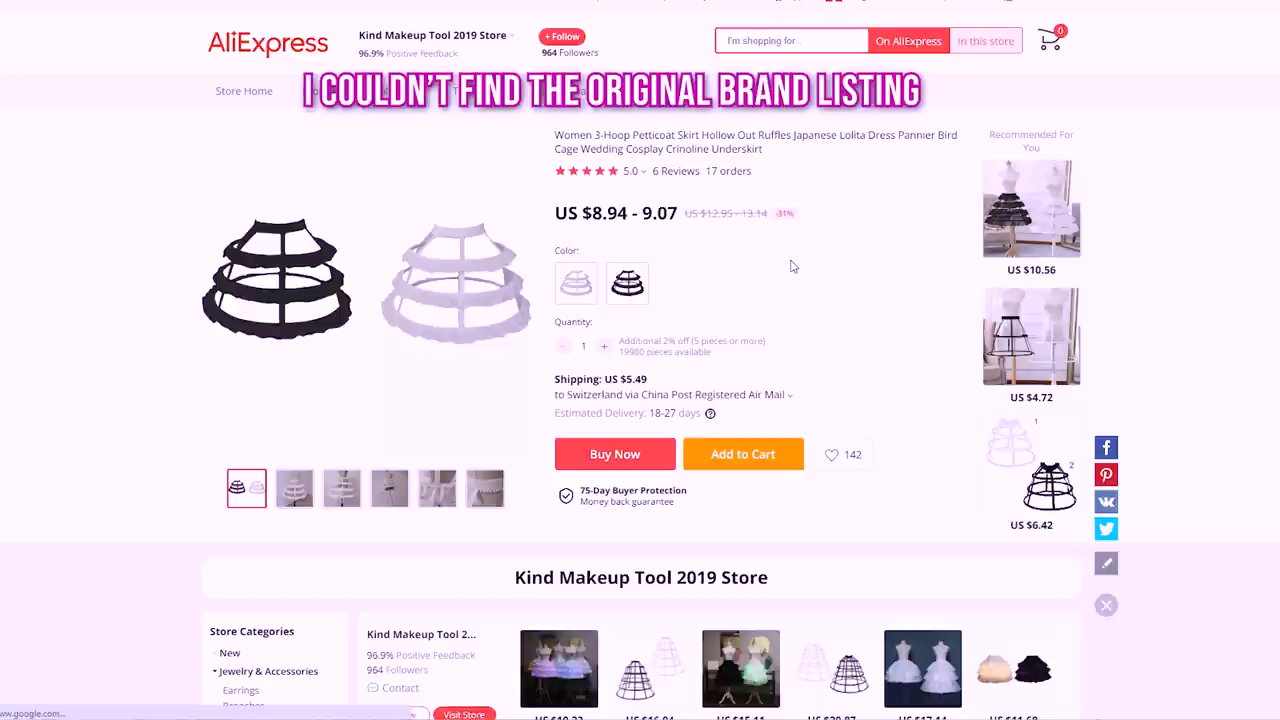 AliExpress
Kind Makeup Tool 2019 Store
96.9% Positive feedback
+ Follow
964 Followers
I'm shopping for...
On AliExpress
In this store
0
Store Home
I COULDN'T FIND THE ORIGINAL BRAND LISTING
Women 3-Hoop Petticoat Skirt Hollow Out Ruffles Japanese Lolita Dress Pannier Bird
Cage Wedding Cosplay Crinoline Underskirt
5.0 6 Reviews 17 orders
US $8.94 - 9.07 US $12.95 - 13.14 -31%
Color:
Quantity:
1
Additional 2% off (5 pieces or more)
19980 pieces available
Shipping: US $5.49
to Switzerland via China Post Registered Air Mail
Estimated Delivery: 18-27 days
Buy Now
Add to Cart
142
75-Day Buyer Protection
Money back guarantee
Recommended For
You
US $10.56
US $4.72
1
2
US $6.42
Kind Makeup Tool 2019 Store
Store Categories
New
Jewelry & Accessories
Earrings
Kind Makeup Tool 2...
96.9% Positive Feedback
964 Followers
Contact
Visit Store
ww.google.com...